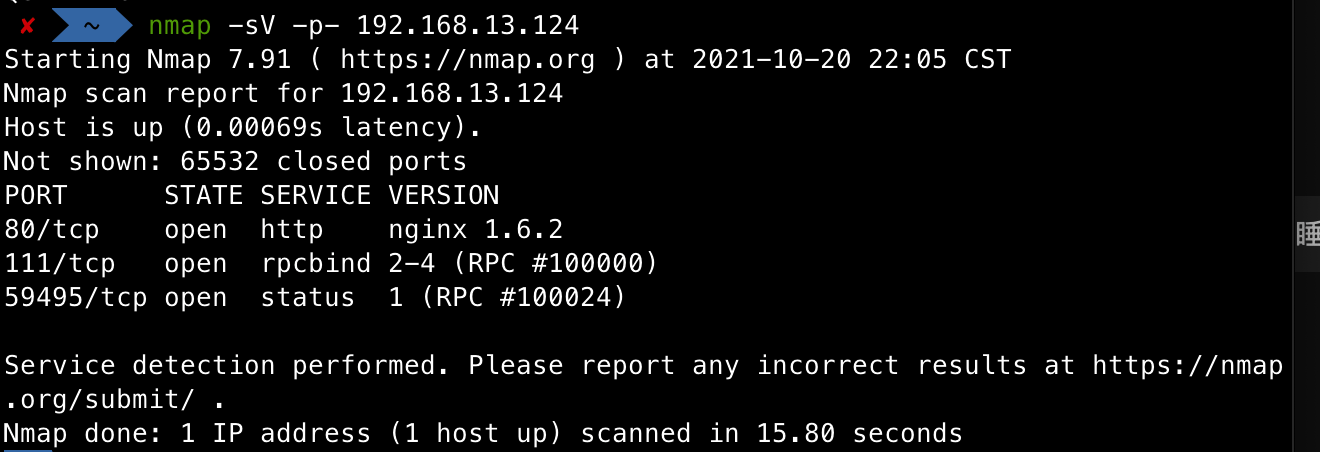 ✘ ~ nmap -sV -p- 192.168.13.124
Starting Nmap 7.91 ( https://nmap.org ) at 2021-10-20 22:05 CST
Nmap scan report for 192.168.13.124
Host is up (0.00069s latency).
Not shown: 65532 closed ports
PORT      STATE SERVICE VERSION
80/tcp    open  http    nginx 1.6.2
111/tcp   open  rpcbind 2-4 (RPC #100000)
睡
59495/tcp open  status  1 (RPC #100024)
Service detection performed. Please report any incorrect results at https://nmap
.org/submit/ .
Nmap done: 1 IP address (1 host up) scanned in 15.80 seconds